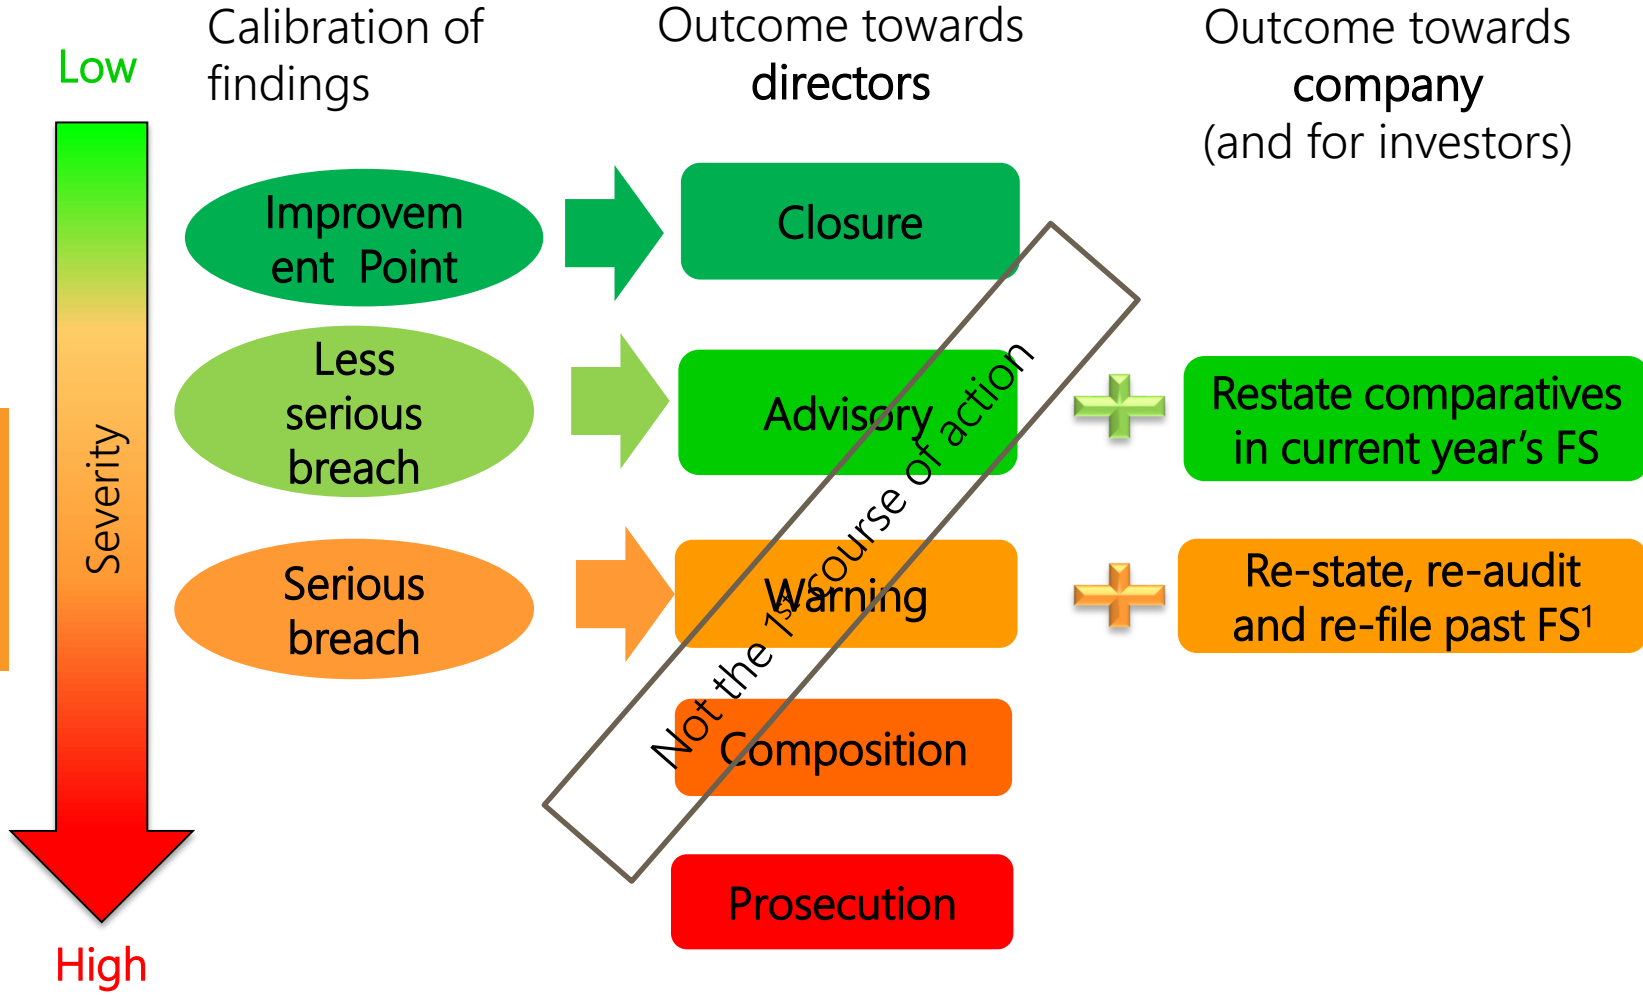 Low
Calibration of
findings
Outcome towards
directors
Outcome towards
company
(and for investors)
Improvem
ent Point
Closure
Less
serious
breach
Advisory
Restate comparatives
in current year’s FS
Severity
Serious
breach
Warning
Re-state, re-audit
and re-file past FS¹
Not the 1st course of action
Composition
Prosecution
High